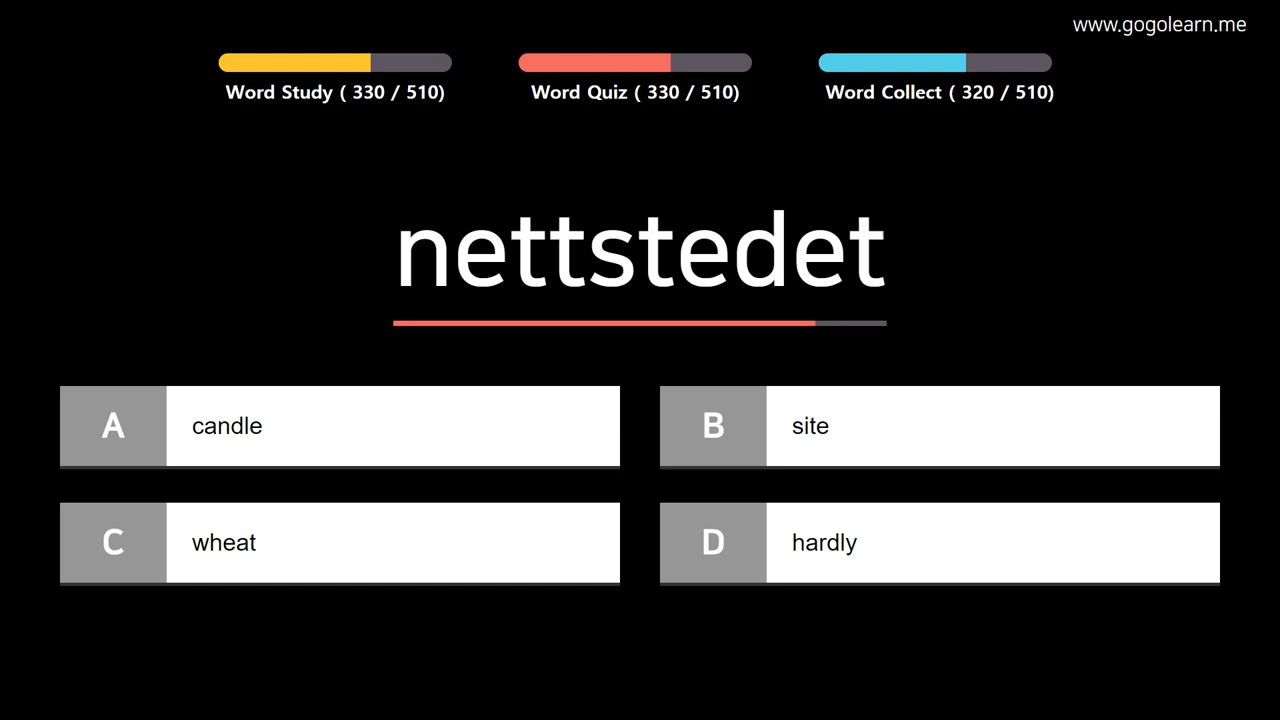 www.gogolearn.me
Word Study ( 330 / 510)
Word Quiz ( 330 / 510)
Word Collect ( 320 / 510)
nettstedet
A candle
B site
C wheat
D hardly